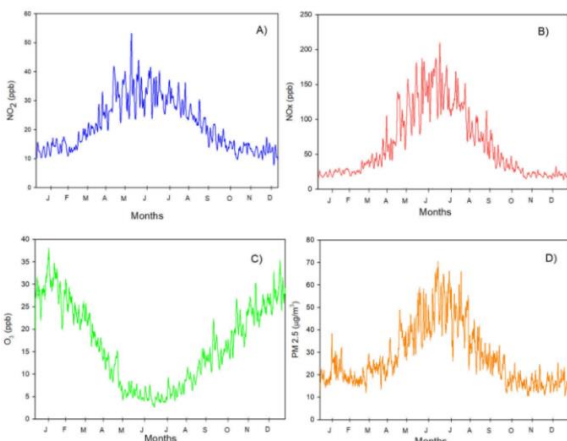 A)
NO2 (ppb)
60
50
40
30
20
10
0
J F M A M J J A S O N D
Months
B)
NOx (ppb)
250
200
150
100
50
0
J F M A M J J A S O N D
Months
C)
O3 (ppb)
40
35
30
25
20
15
10
5
0
J F M A M J J A S O N D
Months
D)
PM 2.5 (µg/m³)
80
70
60
50
40
30
20
10
0
J F M A M J J A S O N D
Months